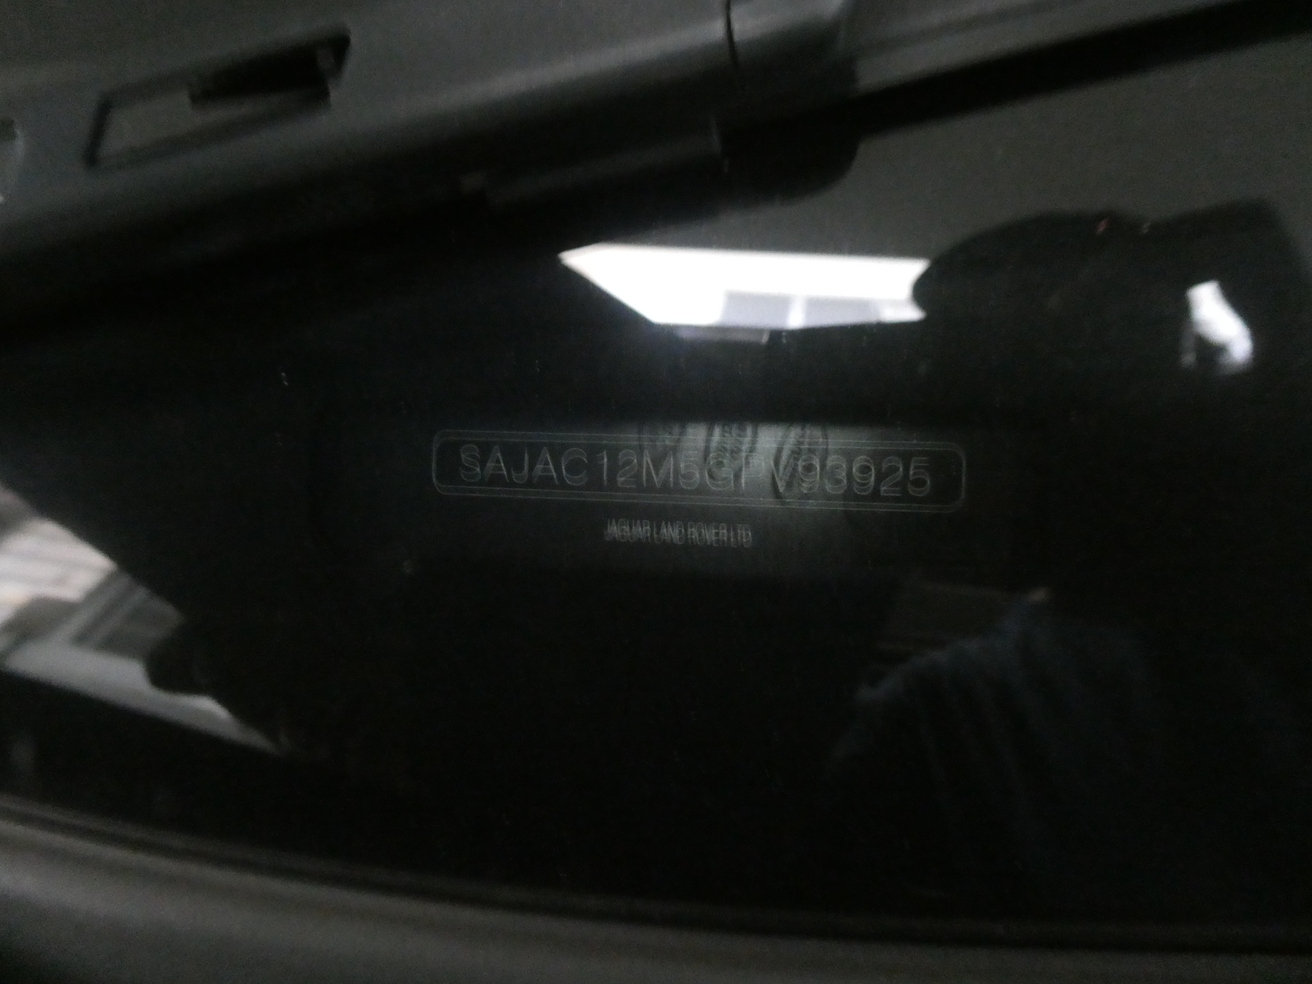 SAJAC12M5GPV93925
JAGUAR LAND ROVER LTD